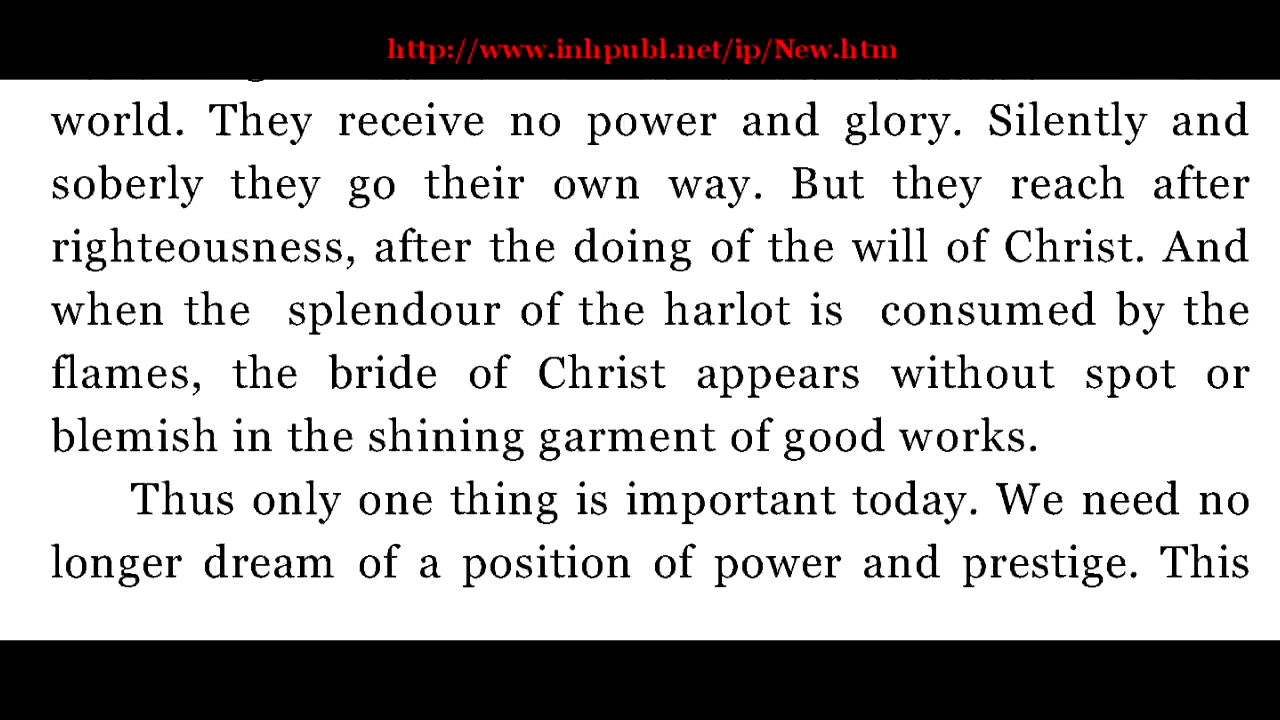 http://www.inhpubl.net/ip/New.htm
world. They receive no power and glory. Silently and
soberly they go their own way. But they reach after
righteousness, after the doing of the will of Christ. And
when the splendour of the harlot is consumed by the
flames, the bride of Christ appears without spot or
blemish in the shining garment of good works.
Thus only one thing is important today. We need no
longer dream of a position of power and prestige. This